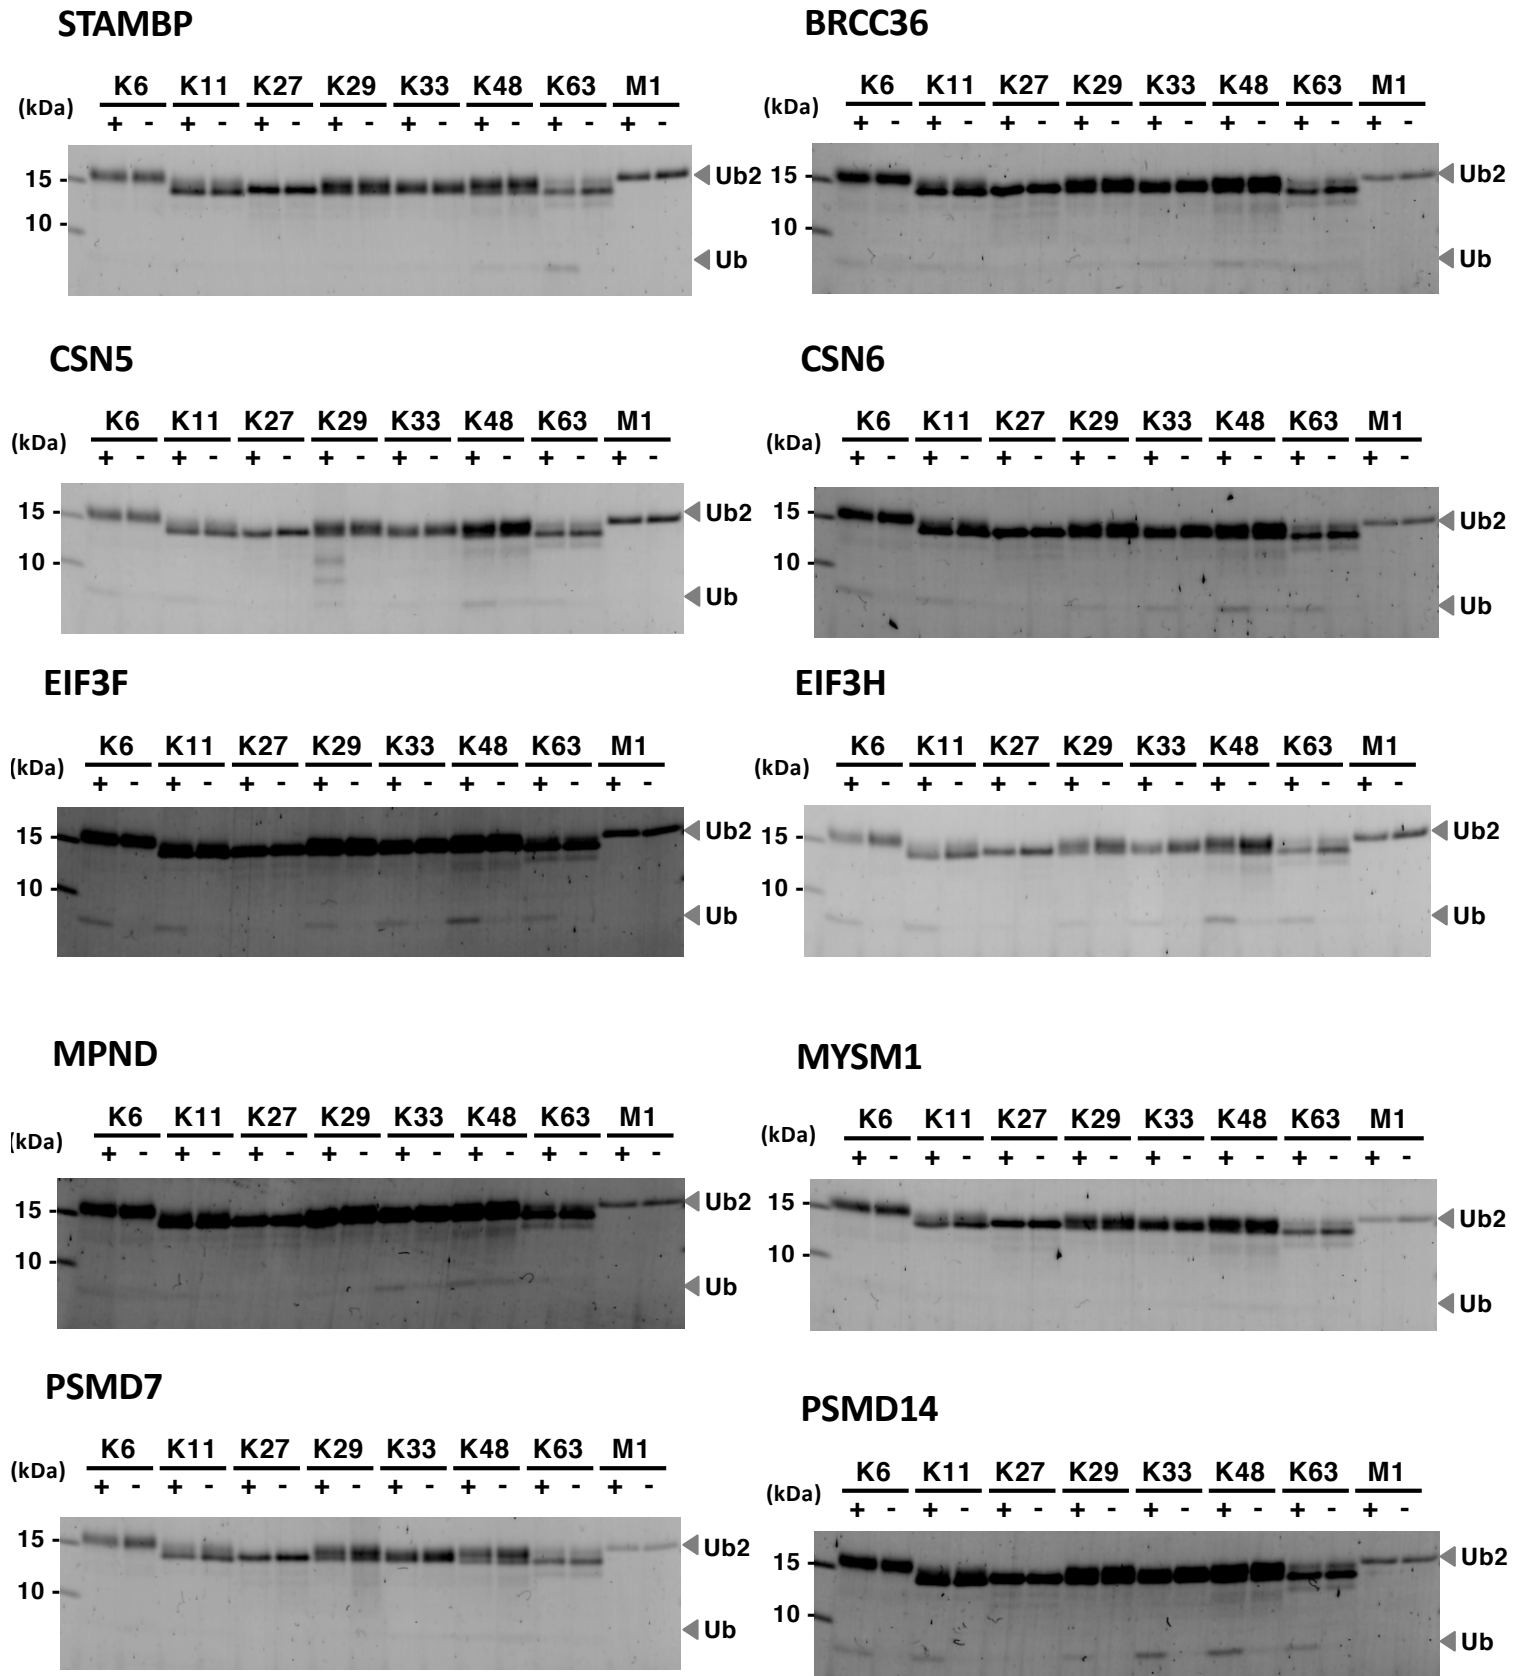 STAMBP
K6 K11 K27 K29 K33 K48 K63 M1
(kDa)
+ - + - + - + - + - + - + - + -
15 -
Ub2
10 -
Ub
BRCC36
K6 K11 K27 K29 K33 K48 K63 M1
(kDa)
+ - + - + - + - + - + - + - + -
15 -
Ub2
10 -
Ub
CSN5
K6 K11 K27 K29 K33 K48 K63 M1
(kDa)
+ - + - + - + - + - + - + - + -
15 -
Ub2
10 -
Ub
CSN6
K6 K11 K27 K29 K33 K48 K63 M1
(kDa)
+ - + - + - + - + - + - + - + -
15 -
Ub2
10 -
Ub
EIF3F
K6 K11 K27 K29 K33 K48 K63 M1
(kDa)
+ - + - + - + - + - + - + - + -
15 -
Ub2
10 -
Ub
EIF3H
K6 K11 K27 K29 K33 K48 K63 M1
(kDa)
+ - + - + - + - + - + - + - + -
15 -
Ub2
10 -
Ub
MPND
K6 K11 K27 K29 K33 K48 K63 M1
(kDa)
+ - + - + - + - + - + - + - + -
15 -
Ub2
10 -
Ub
MYSM1
K6 K11 K27 K29 K33 K48 K63 M1
(kDa)
+ - + - + - + - + - + - + - + -
15 -
Ub2
10 -
Ub
PSMD7
K6 K11 K27 K29 K33 K48 K63 M1
(kDa)
+ - + - + - + - + - + - + - + -
15 -
Ub2
10 -
Ub
PSMD14
K6 K11 K27 K29 K33 K48 K63 M1
(kDa)
+ - + - + - + - + - + - + - + -
15 -
Ub2
10 -
Ub